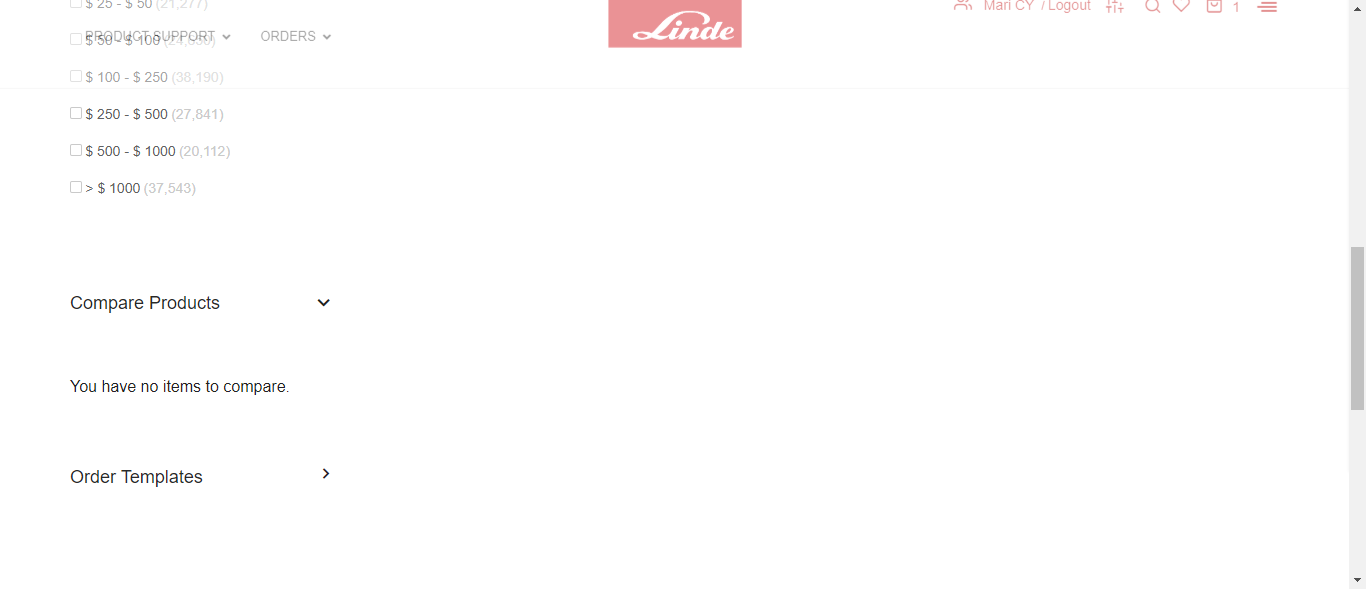 $ 25 - $ 50 (21,277)
Mari CY / Logout
1
Linde
PRODUCT SUPPORT
ORDERS
$ 50 - $ 100
$ 100 - $ 250 (38,190)
$ 250 - $ 500 (27,841)
$ 500 - $ 1000 (20,112)
> $ 1000 (37,543)
Compare Products
You have no items to compare.
Order Templates